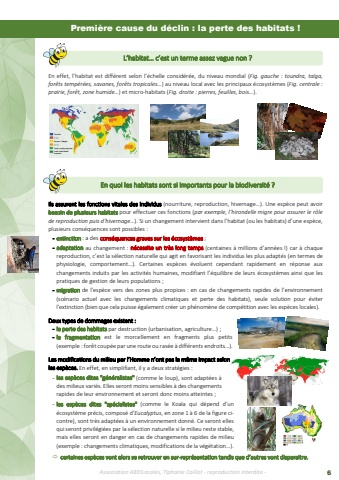 Première cause du déclin : la perte des habitats !
L'habitat... c'est un terme assez vague non ?
En effet, l'habitat est différent selon l'échelle considérée, du niveau mondial (Fig. gauche : toundra, taïga,
forêts tempérées, savanes, forêts tropicales...) au niveau local avec les principaux écosystèmes (Fig. centrale :
prairie, forêt, zone humide...) et micro-habitats (Fig. droite : pierres, feuilles, bois...).
En quoi les habitats sont si importants pour la biodiversité ?
Ils assurent les fonctions vitales des individus (nourriture, reproduction, hivernage...). Une espèce peut avoir
besoin de plusieurs habitats pour effectuer ces fonctions (par exemple, l'hirondelle migre pour assurer le rôle
de reproduction puis d'hivernage...). Si un changement intervient dans l'habitat (ou les habitats) d'une espèce,
plusieurs conséquences sont possibles :
- extinction : a des conséquences graves sur les écosystèmes ;
- adaptation au changement : nécessite un très long temps (centaines à millions d'années !) car à chaque
reproduction, c'est la sélection naturelle qui agit en favorisant les individus les plus adaptés (en termes de
physiologie, comportement...). Certaines espèces évoluent cependant rapidement en réponse aux
changements induits par les activités humaines, modifiant l'équilibre de leurs écosystèmes ainsi que les
pratiques de gestion de leurs populations ;
- migration de l'espèce vers des zones plus propices : en cas de changements rapides de l'environnement
(scénario actuel avec les changements climatiques et perte des habitats), seule solution pour éviter
l'extinction (bien que cela puisse également créer un phénomène de compétition avec les espèces locales).
Deux types de dommages existent :
- la perte des habitats par destruction (urbanisation, agriculture...) ;
- la fragmentation est le morcellement en fragments plus petits
(exemple : forêt coupée par une route ou rasée à différents endroits...).
Les modifications du milieu par l'Homme n'ont pas le même impact selon
les espèces. En effet, en simplifiant, il y a deux stratégies :
- les espèces dites "généralistes" (comme le loup), sont adaptées à
des milieux variés. Elles seront moins sensibles à des changements
rapides de leur environnement et seront donc moins atteintes ;
- les espèces dites "spécialistes" (comme le Koala qui dépend d'un
écosystème précis, composé d'Eucalyptus, en zone 1 à 6 de la figure ci-
contre), sont très adaptées à un environnement donné. Ce seront elles
qui seront privilégiées par la sélection naturelle si le milieu reste stable,
mais elles seront en danger en cas de changements rapides de milieu
(exemple : changements climatiques, modifications de la végétation...).
⇨ certaines espèces vont alors se retrouver en sur-représentation tandis que d'autres vont disparaitre.
6